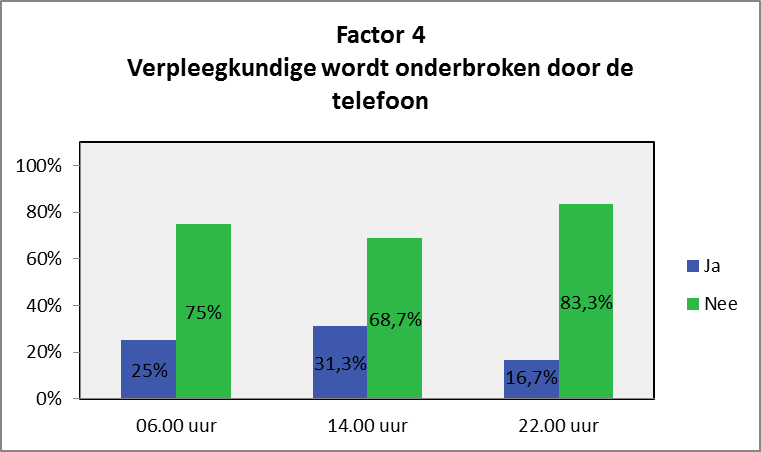 Factor 4
Verpleegkundige wordt onderbroken door de
telefoon
100%
80%
60%
40%
20%
0%
25%
75%
31,3%
68,7%
16,7%
83,3%
06.00 uur
14.00 uur
22.00 uur
Ja
Nee